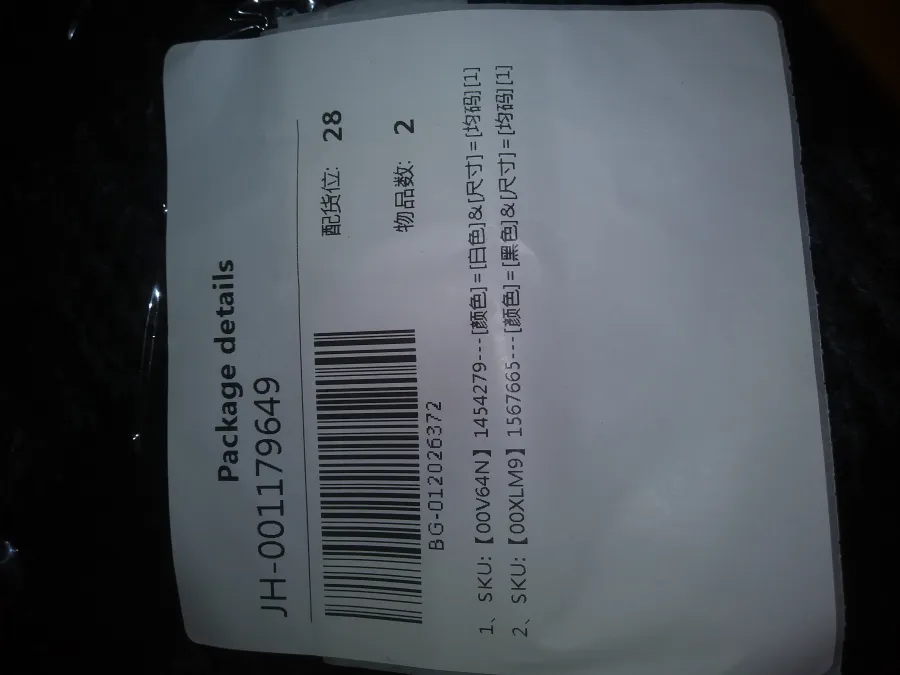 Package details
JH-001179649
配货位: 28
物品数: 2
BG-012026372
1、 SKU:【00V64N】1454279---[颜色]=[白色]&[尺寸]=[均码][1]
2、 SKU:【00XLM9】1567665---[颜色]=[黑色]&[尺寸]=[均码][1]